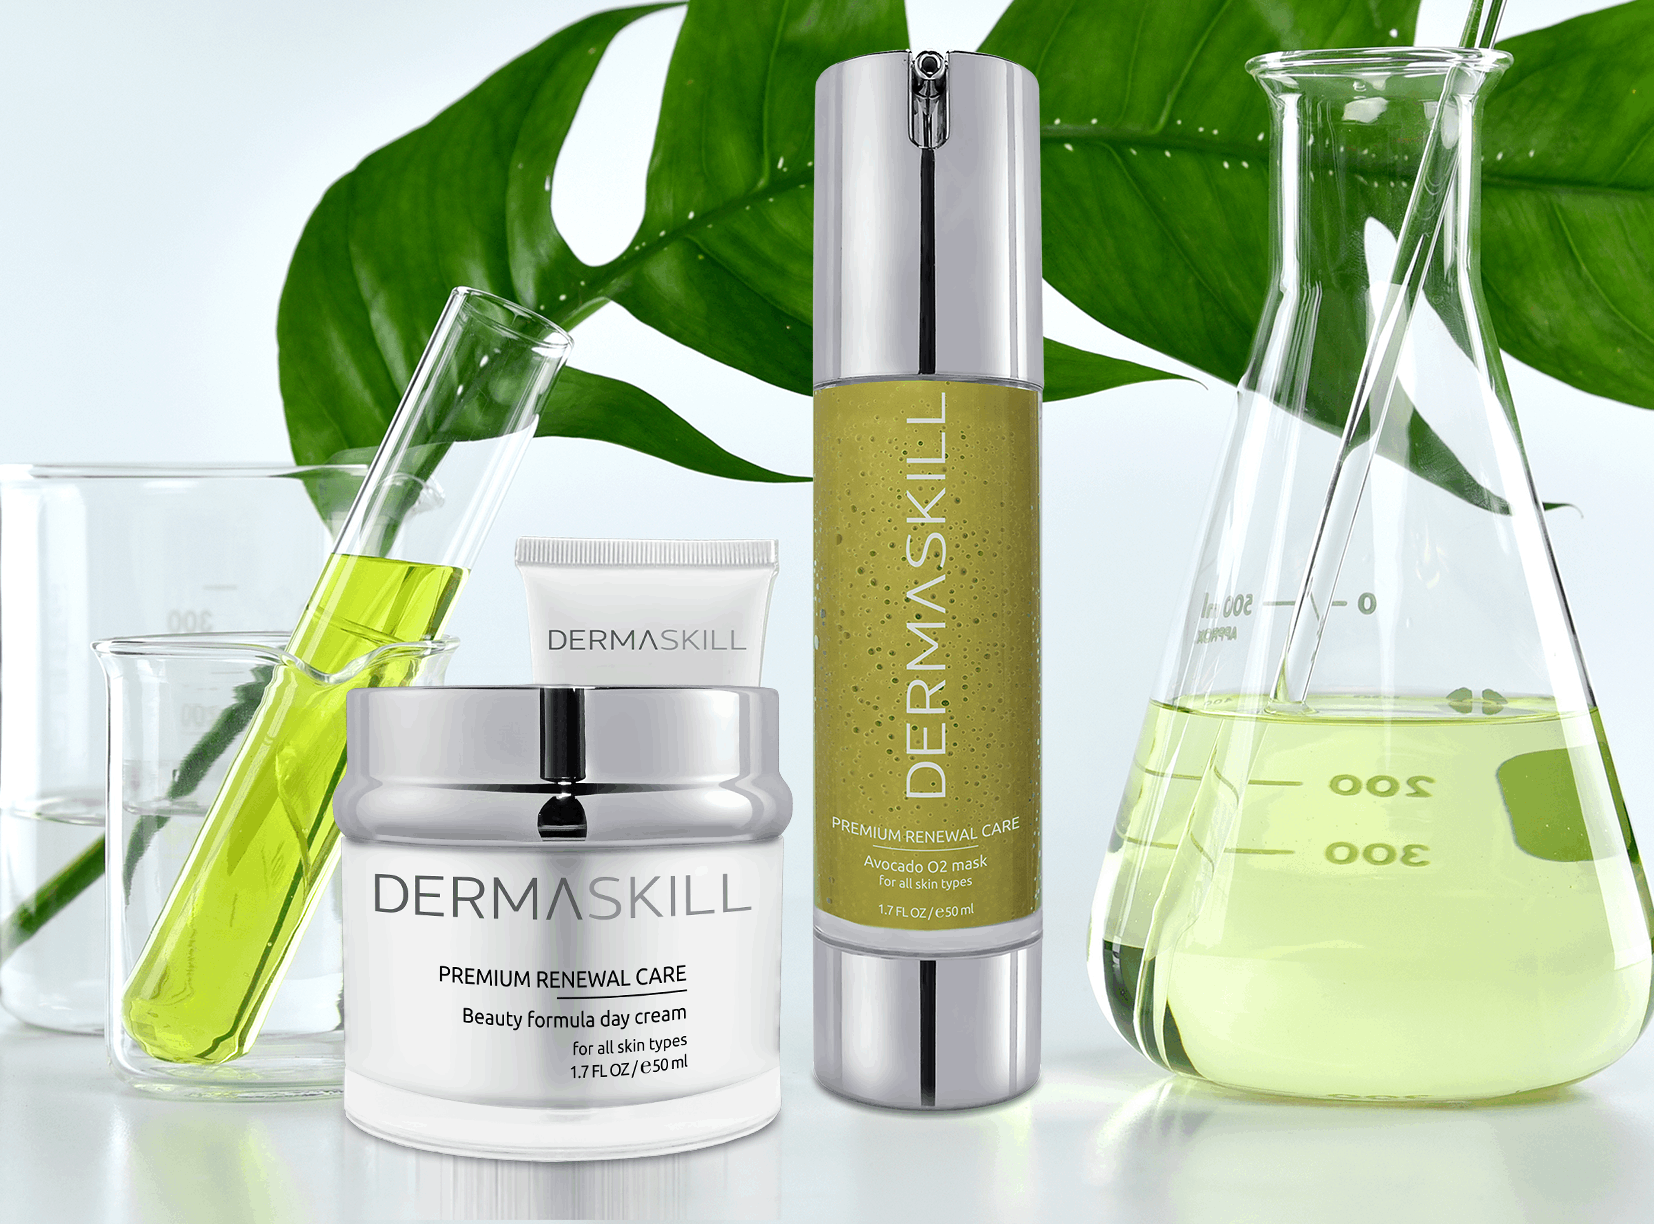 DERMASKILL
DERMASKILL
PREMIUM RENEWAL CARE
Beauty formula day cream
for all skin types
1.7 FL OZ / ℮ 50 ml
DERMASKILL
PREMIUM RENEWAL CARE
Avocado O2 mask
for all skin types
1.7 FL OZ / ℮ 50 ml
300
500 ml 0
200
300